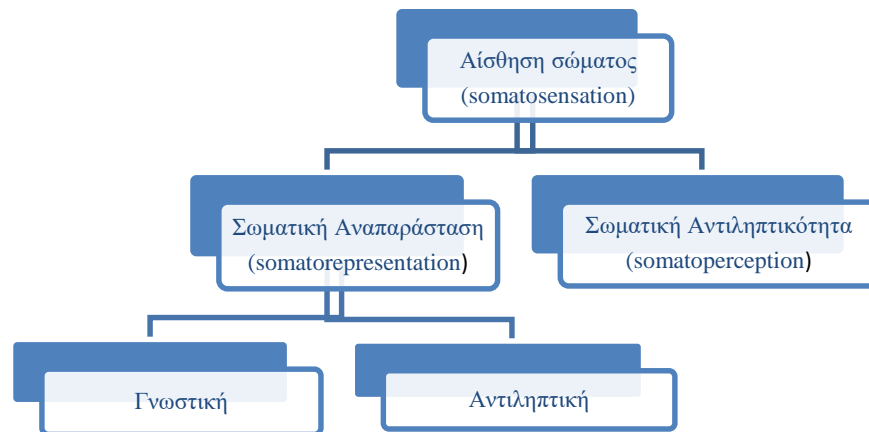 Αίσθηση σώματος
(somatosensation)
Σωματική Αναπαράσταση
(somatorepresentation)
Σωματική Αντιληπτικότητα
(somatoperception)
Γνωστική
Αντιληπτική